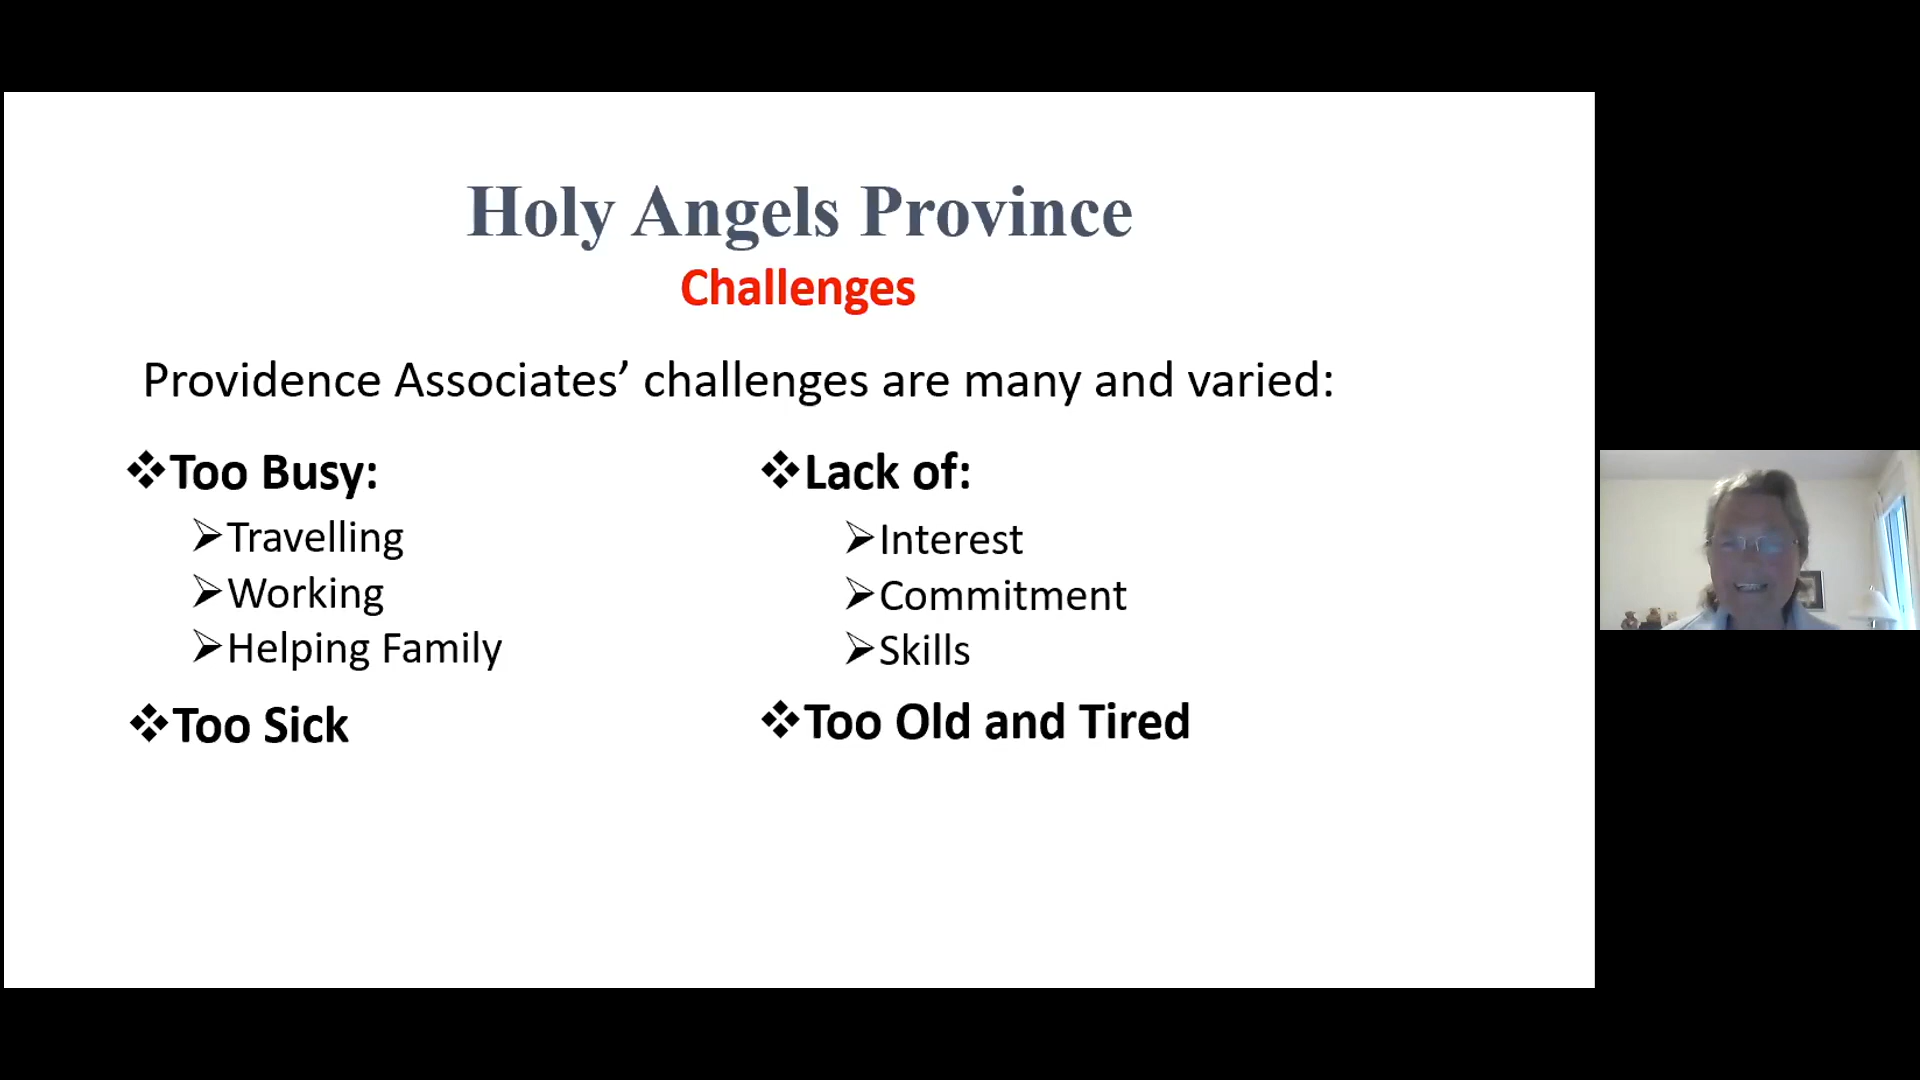 Holy Angels Province
Challenges
Providence Associates’ challenges are many and varied:
❖Too Busy:
➢Travelling
➢Working
➢Helping Family
❖Too Sick
❖Lack of:
➢Interest
➢Commitment
➢Skills
❖Too Old and Tired